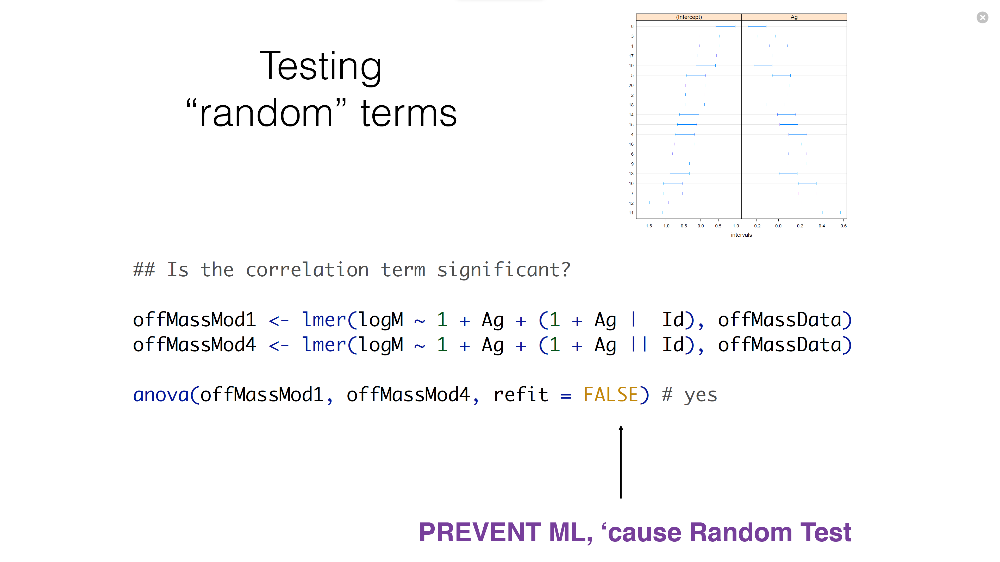 Testing
“random” terms
(Intercept) Ag
8
3
1
17
19
5
20
2
18
14
15
4
16
6
9
13
10
7
12
11
-1.5 -1.0 -0.5 0.0 0.5 1.0 -0.2 0.0 0.2 0.4 0.6
intervals
## Is the correlation term significant?
offMassMod1 <- lmer(logM ~ 1 + Ag + (1 + Ag |  Id), offMassData)
offMassMod4 <- lmer(logM ~ 1 + Ag + (1 + Ag || Id), offMassData)
anova(offMassMod1, offMassMod4, refit = FALSE) # yes
PREVENT ML, ‘cause Random Test